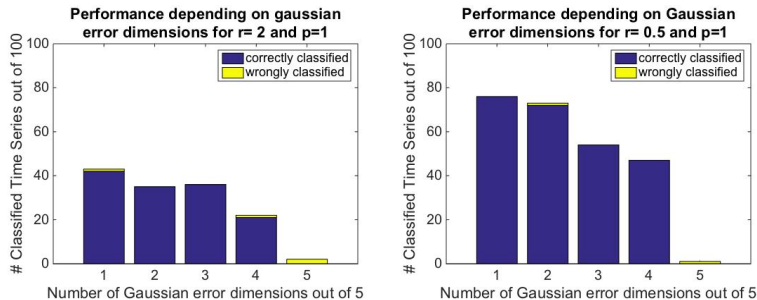 Performance depending on gaussian
error dimensions for r= 2 and p=1
# Classified Time Series out of 100
100
80
60
40
20
0
correctly classified
wrongly classified
1 2 3 4 5
Number of Gaussian error dimensions out of 5
Performance depending on Gaussian
error dimensions for r= 0.5 and p=1
# Classified Time Series out of 100
100
80
60
40
20
0
correctly classified
wrongly classified
1 2 3 4 5
Number of Gaussian error dimensions out of 5